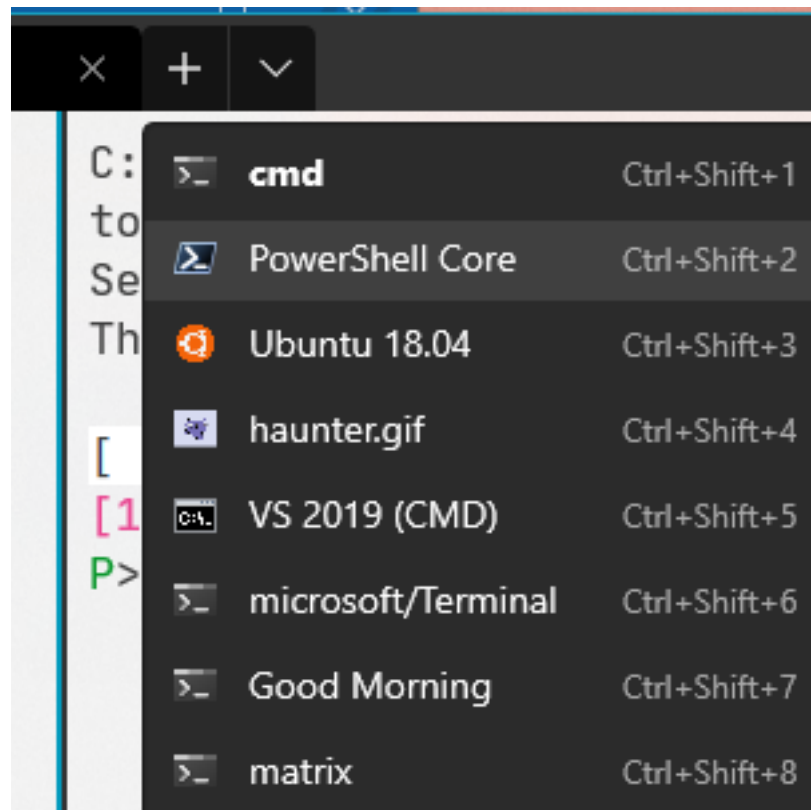 C:
to
Se
Th
[
[1
P>
cmd Ctrl+Shift+1
PowerShell Core Ctrl+Shift+2
Ubuntu 18.04 Ctrl+Shift+3
haunter.gif Ctrl+Shift+4
VS 2019 (CMD) Ctrl+Shift+5
microsoft/Terminal Ctrl+Shift+6
Good Morning Ctrl+Shift+7
matrix Ctrl+Shift+8